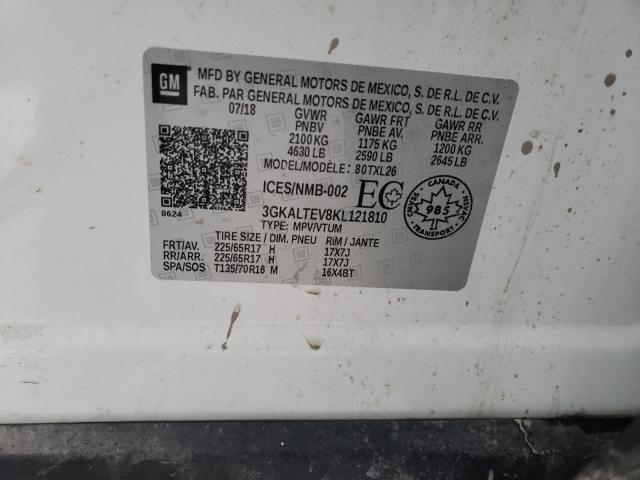 GM
MFD BY GENERAL MOTORS DE MEXICO, S. DE R.L. DE C.V.
FAB. PAR GENERAL MOTORS DE MEXICO, S. DE R.L. DE C.V.
07/18 GVWR GAWR FRT GAWR RR
PNBV PNBE AV. PNBE ARR.
2100 KG 1175 KG 1200 KG
4630 LB 2590 LB 2645 LB
MODEL/MODÈLE: 80TXL26
ICES/NMB-002 EC
CMVSS NSVAC
985
8624 3GKALTEV8KL121810
TYPE: MPV/VTUM
TIRE SIZE / DIM. PNEU RIM / JANTE
FRT/AV. 225/65R17 H 17X7J
RR/ARR. 225/65R17 H 17X7J
SPA/SOS T135/70R16 M 16X4BT